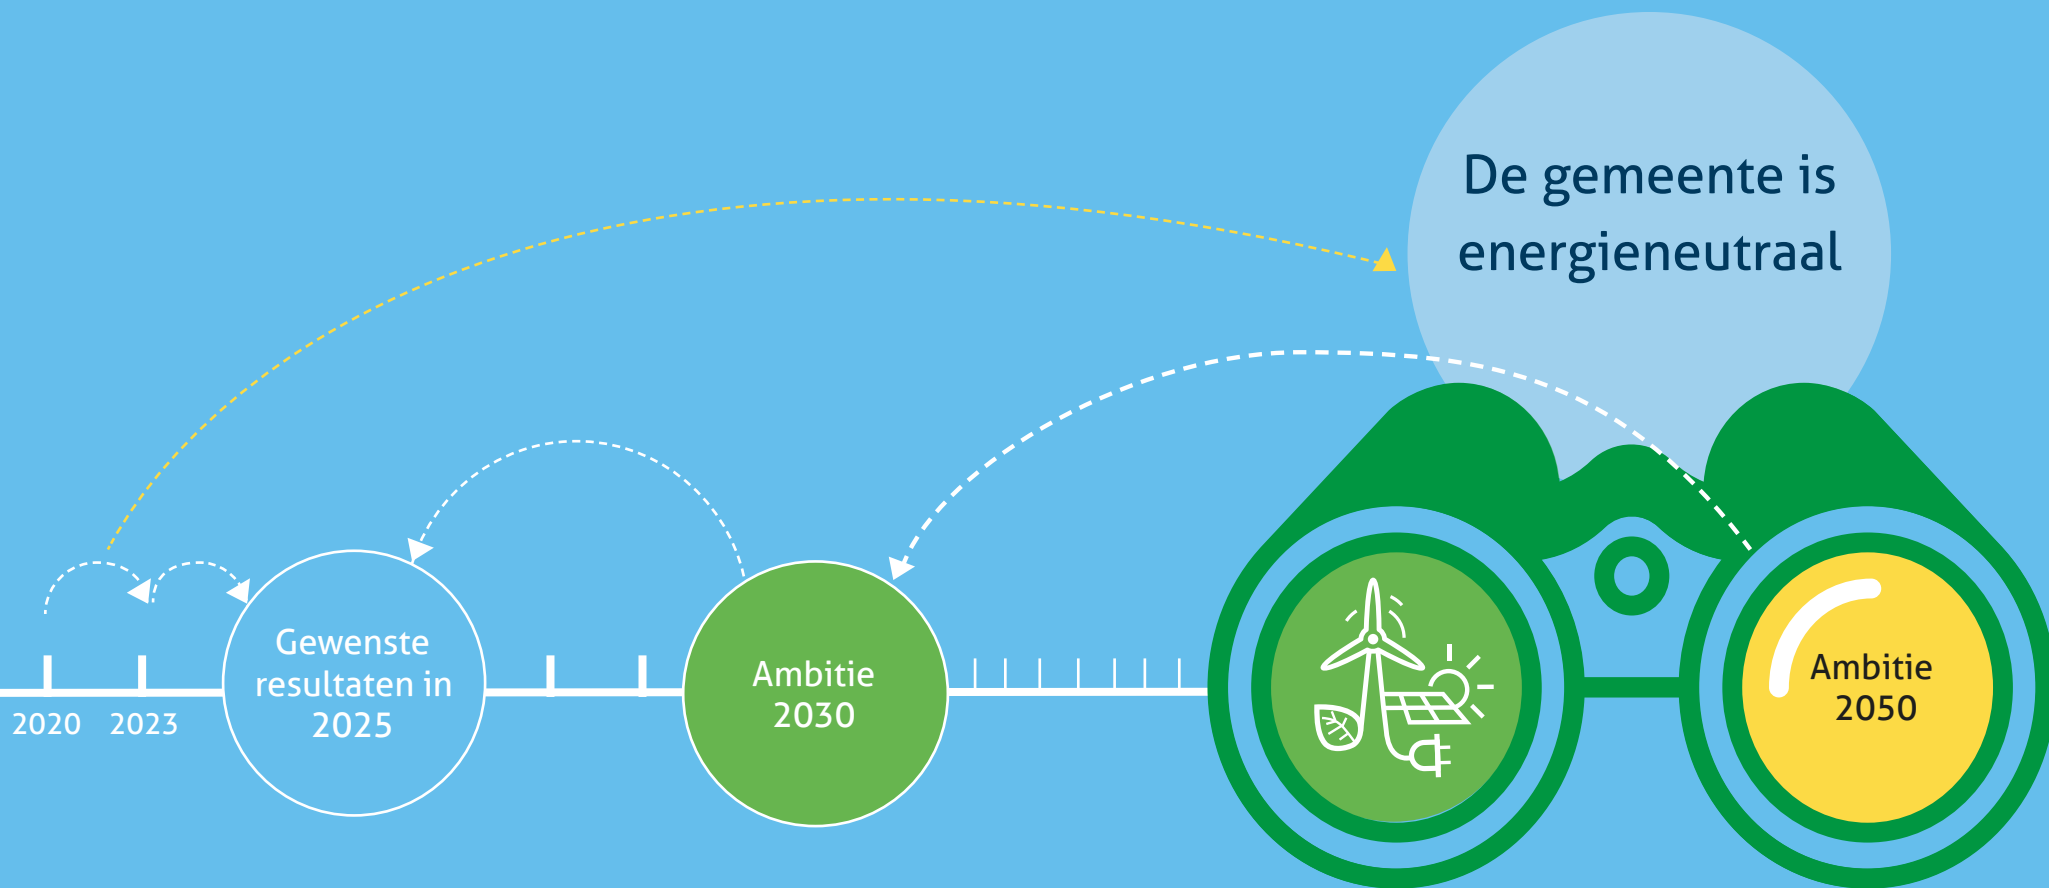 De gemeente is
energieneutraal
2020
2023
Gewenste
resultaten in
2025
Ambitie
2030
Ambitie
2050